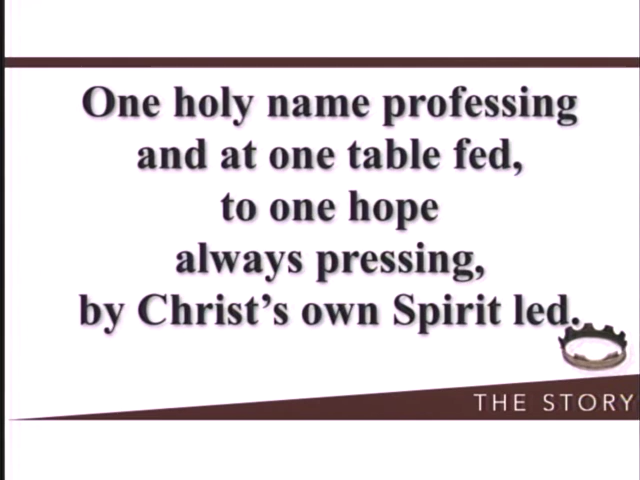 One holy name professing
and at one table fed,
to one hope
always pressing,
by Christ's own Spirit led.
THE STORY